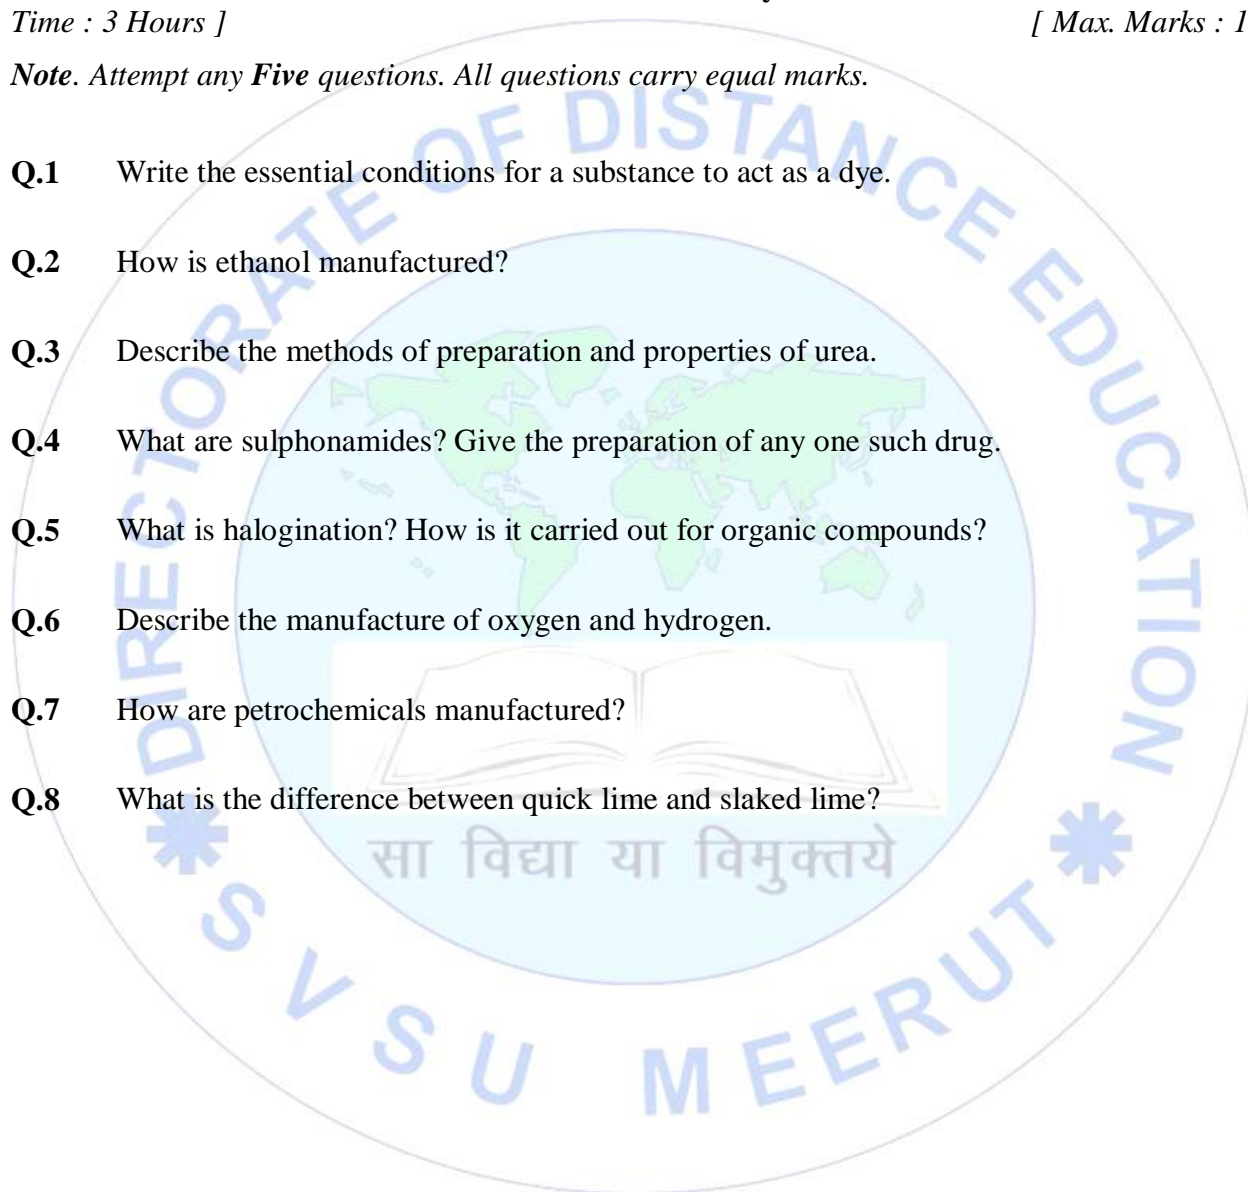 Time : 3 Hours ] [ Max. Marks : 1
Note. Attempt any Five questions. All questions carry equal marks.
Q.1 Write the essential conditions for a substance to act as a dye.
Q.2 How is ethanol manufactured?
Q.3 Describe the methods of preparation and properties of urea.
Q.4 What are sulphonamides? Give the preparation of any one such drug.
Q.5 What is halogination? How is it carried out for organic compounds?
Q.6 Describe the manufacture of oxygen and hydrogen.
Q.7 How are petrochemicals manufactured?
Q.8 What is the difference between quick lime and slaked lime?
DIRECTORATE OF DISTANCE EDUCATION
सा विद्या या विमुक्तये
SVSU MEERUT